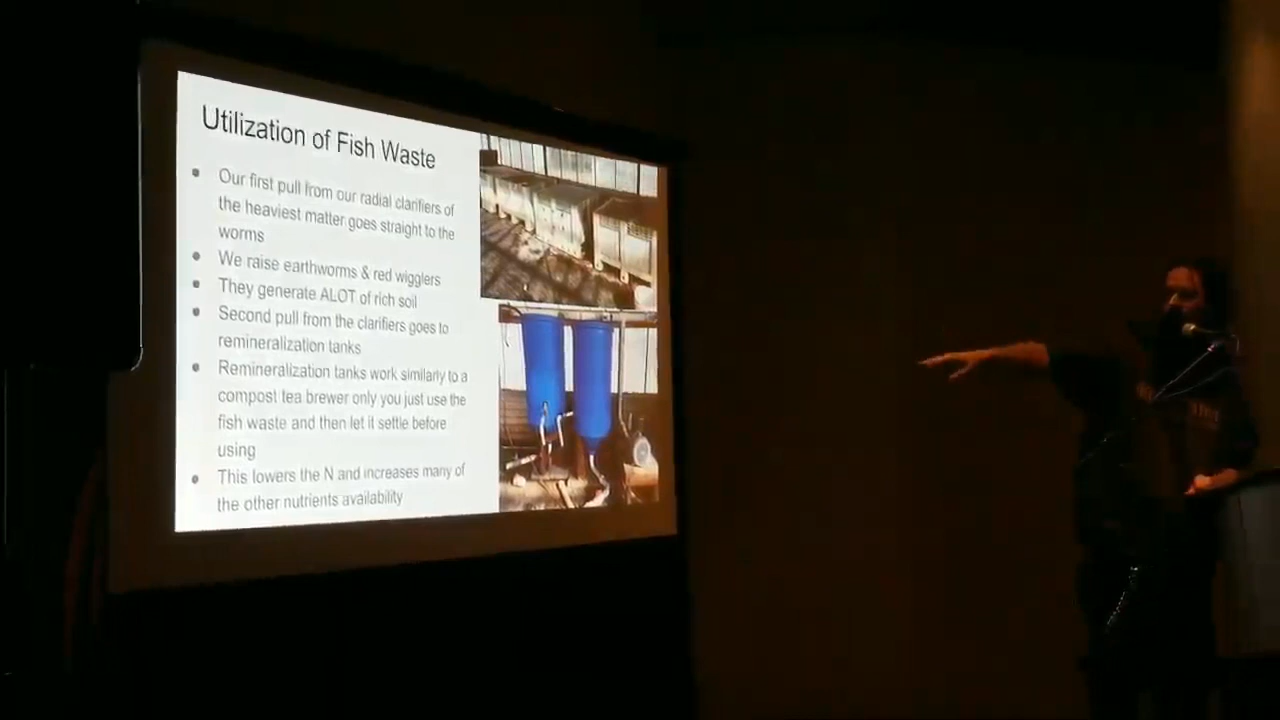 Utilization of Fish Waste
Our first pull from our radial clarifiers of
the heaviest matter goes straight to the
worms
We raise earthworms & red wigglers
They generate ALOT of rich soil
Second pull from the clarifiers goes to
remineralization tanks
Remineralization tanks work similarly to a
compost tea brewer only you just use the
fish waste and then let it settle before
using
This lowers the N and increases many of
the other nutrients availability